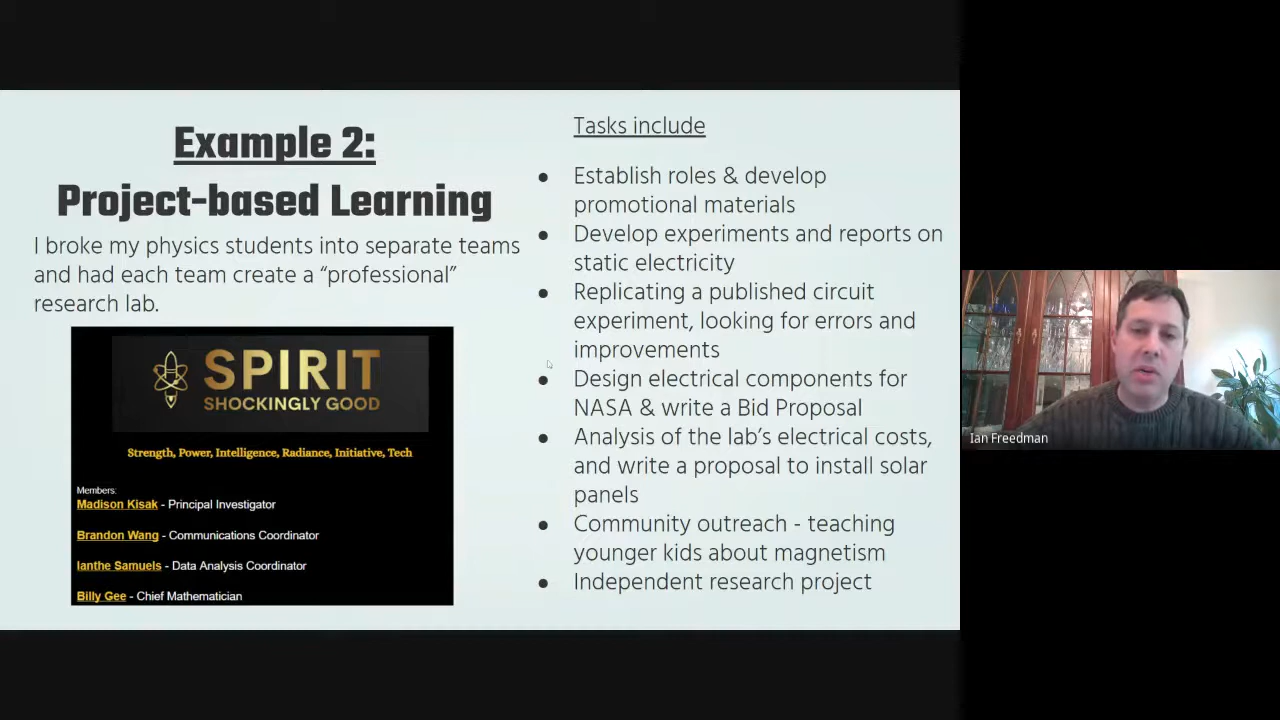 Example 2:
Project-based Learning
I broke my physics students into separate teams
and had each team create a “professional”
research lab.
SPIRIT
SHOCKINGLY GOOD
Strength, Power, Intelligence, Radiance, Initiative, Tech
Members:
Madison Kisak - Principal Investigator
Brandon Wang - Communications Coordinator
Ianthe Samuels - Data Analysis Coordinator
Billy Gee - Chief Mathematician
Tasks include
● Establish roles & develop
promotional materials
● Develop experiments and reports on
static electricity
● Replicating a published circuit
experiment, looking for errors and
improvements
● Design electrical components for
NASA & write a Bid Proposal
● Analysis of the lab’s electrical costs,
and write a proposal to install solar
panels
● Community outreach - teaching
younger kids about magnetism
● Independent research project
Ian Freedman